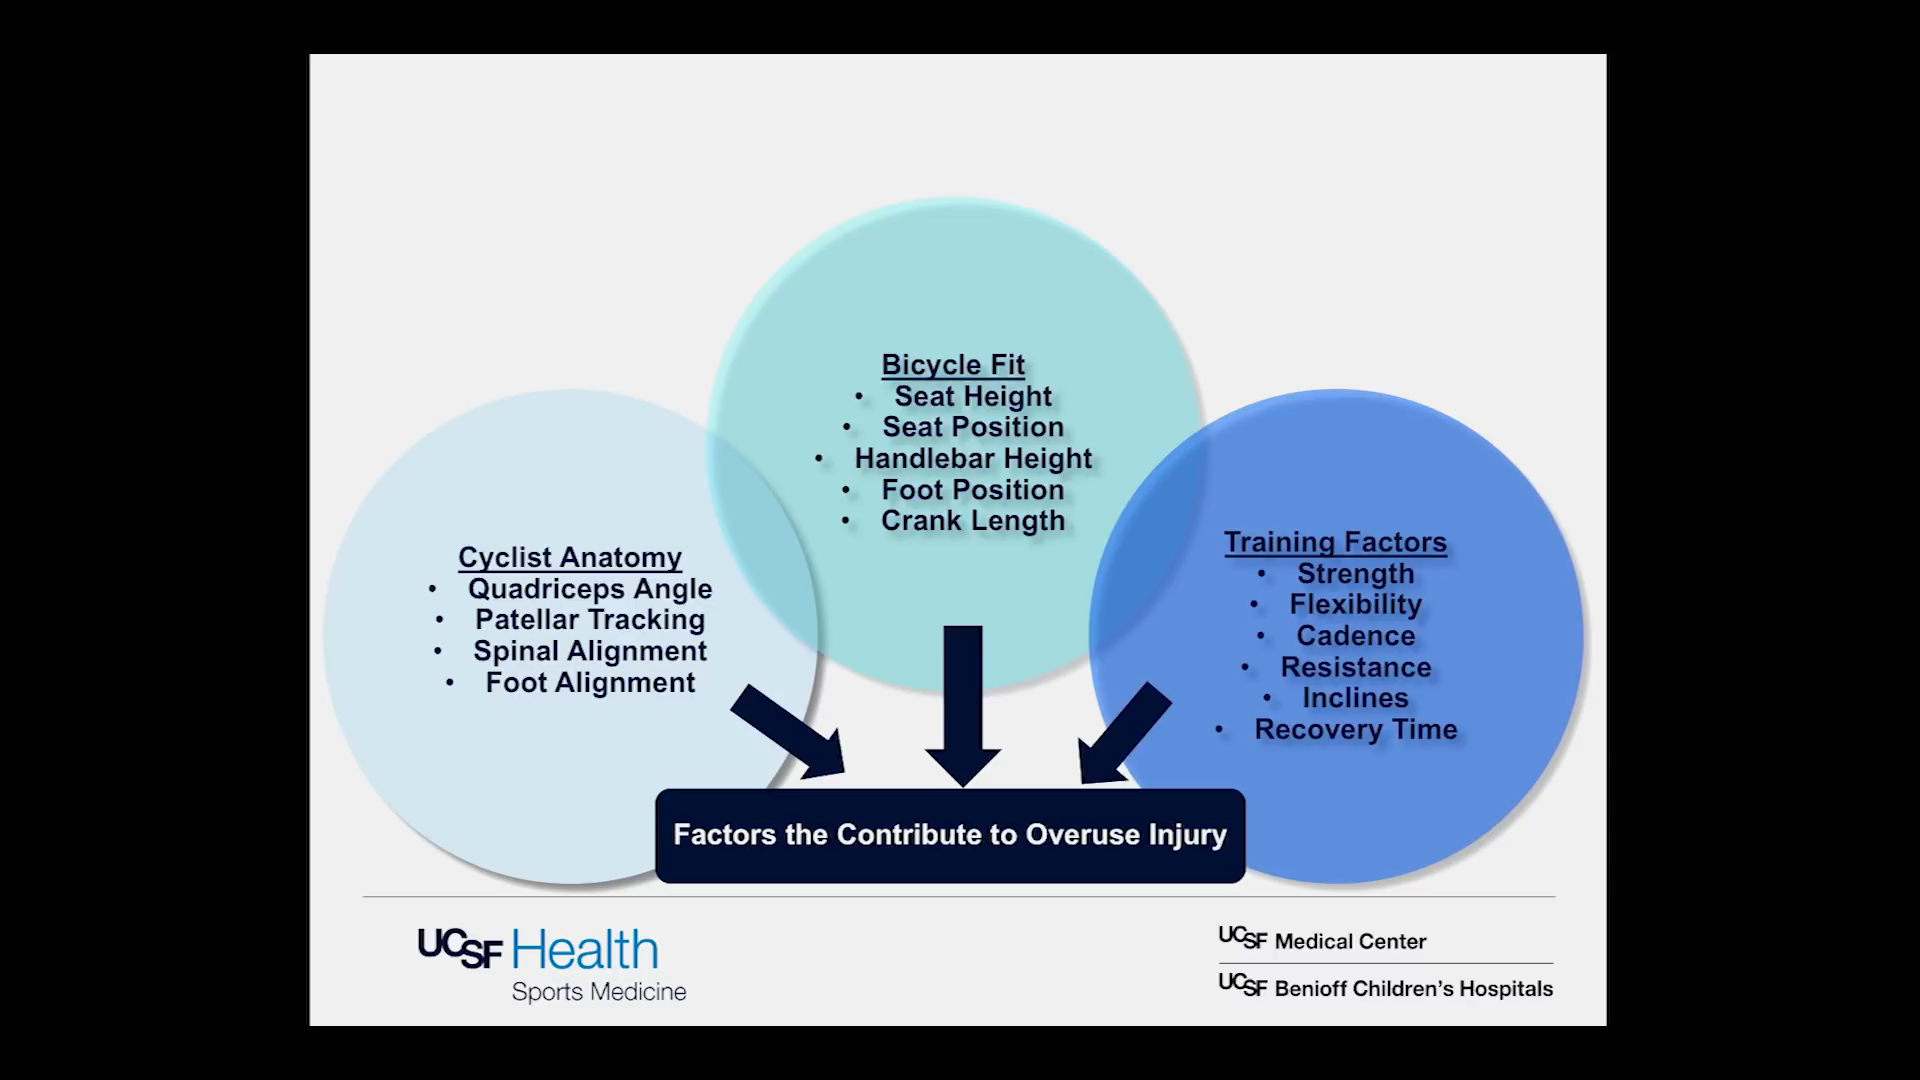 Bicycle Fit
• Seat Height
• Seat Position
• Handlebar Height
• Foot Position
• Crank Length
Cyclist Anatomy
• Quadriceps Angle
• Patellar Tracking
• Spinal Alignment
• Foot Alignment
Training Factors
• Strength
• Flexibility
• Cadence
• Resistance
• Inclines
• Recovery Time
Factors the Contribute to Overuse Injury
UCSF Health
Sports Medicine
UCSF Medical Center
UCSF Benioff Children's Hospitals